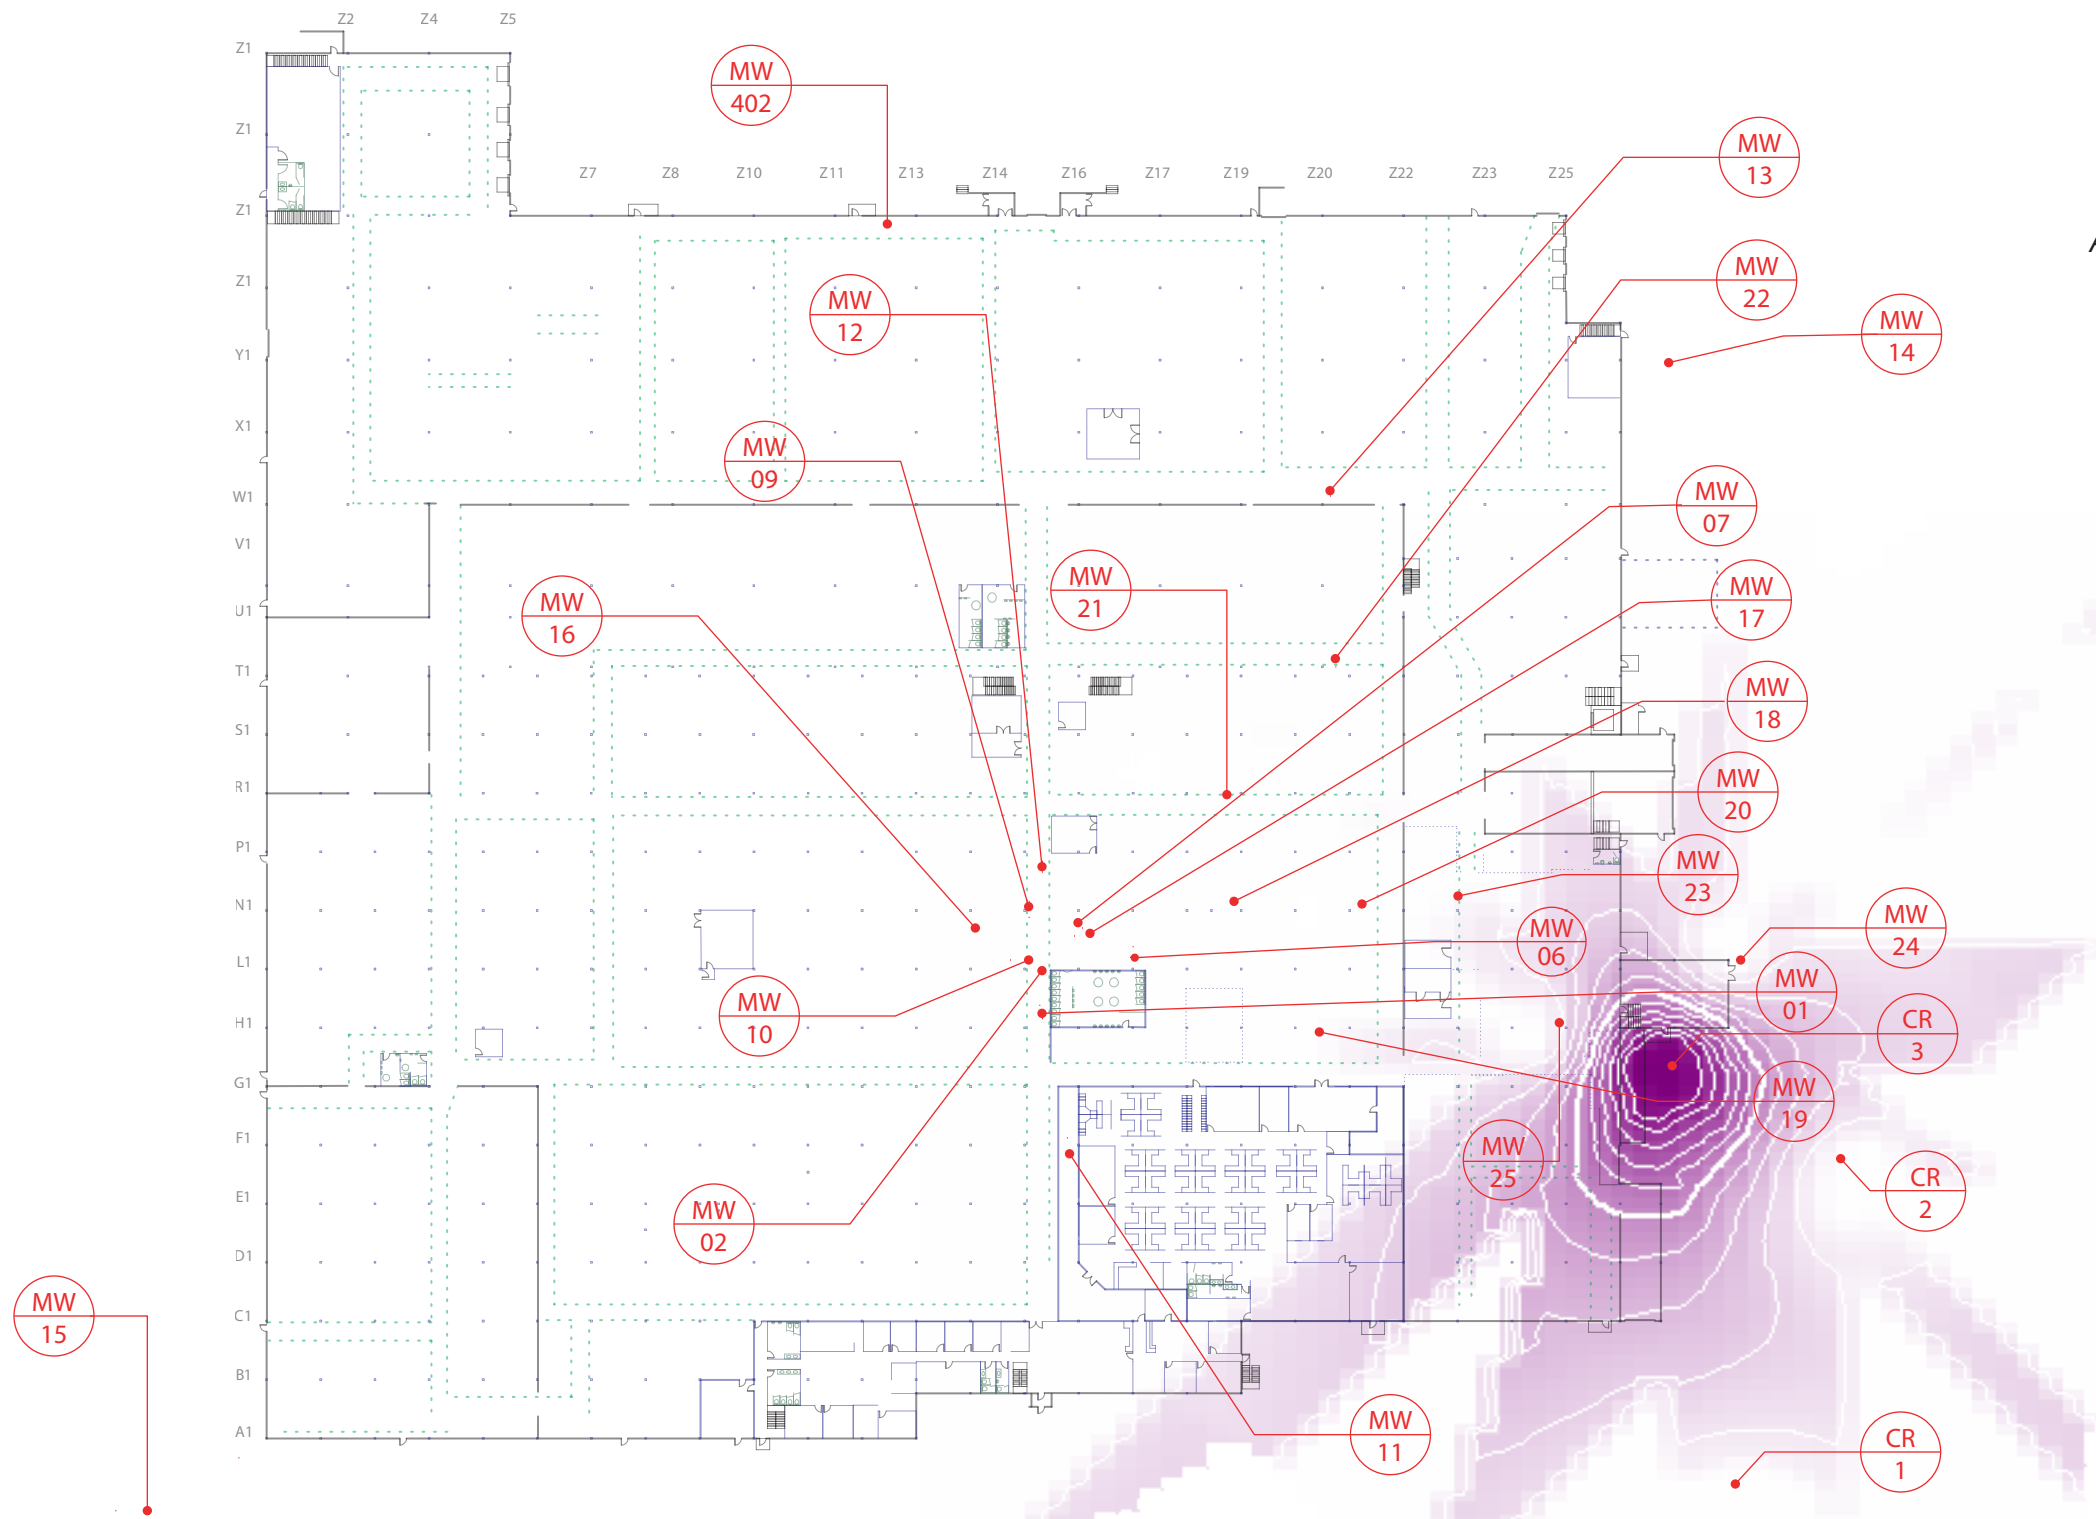 Z2 Z4 Z5
Z1
MW
402
Z1
MW
13
Z7 Z8 Z10 Z11 Z13 Z14 Z16 Z17 Z19 Z20 Z22 Z23 Z25
Z1
A
MW
22
Z1
MW
12
MW
14
Y1
X1
MW
09
W1
MW
07
V1
MW
21
MW
17
U1
MW
16
T1
MW
18
S1
R1
MW
20
P1
MW
23
N1
MW
24
MW
06
L1
MW
01
MW
10
H1
CR
3
G1
MW
19
F1
MW
25
E1
CR
2
MW
02
D1
MW
15
C1
B1
A1
MW
11
CR
1